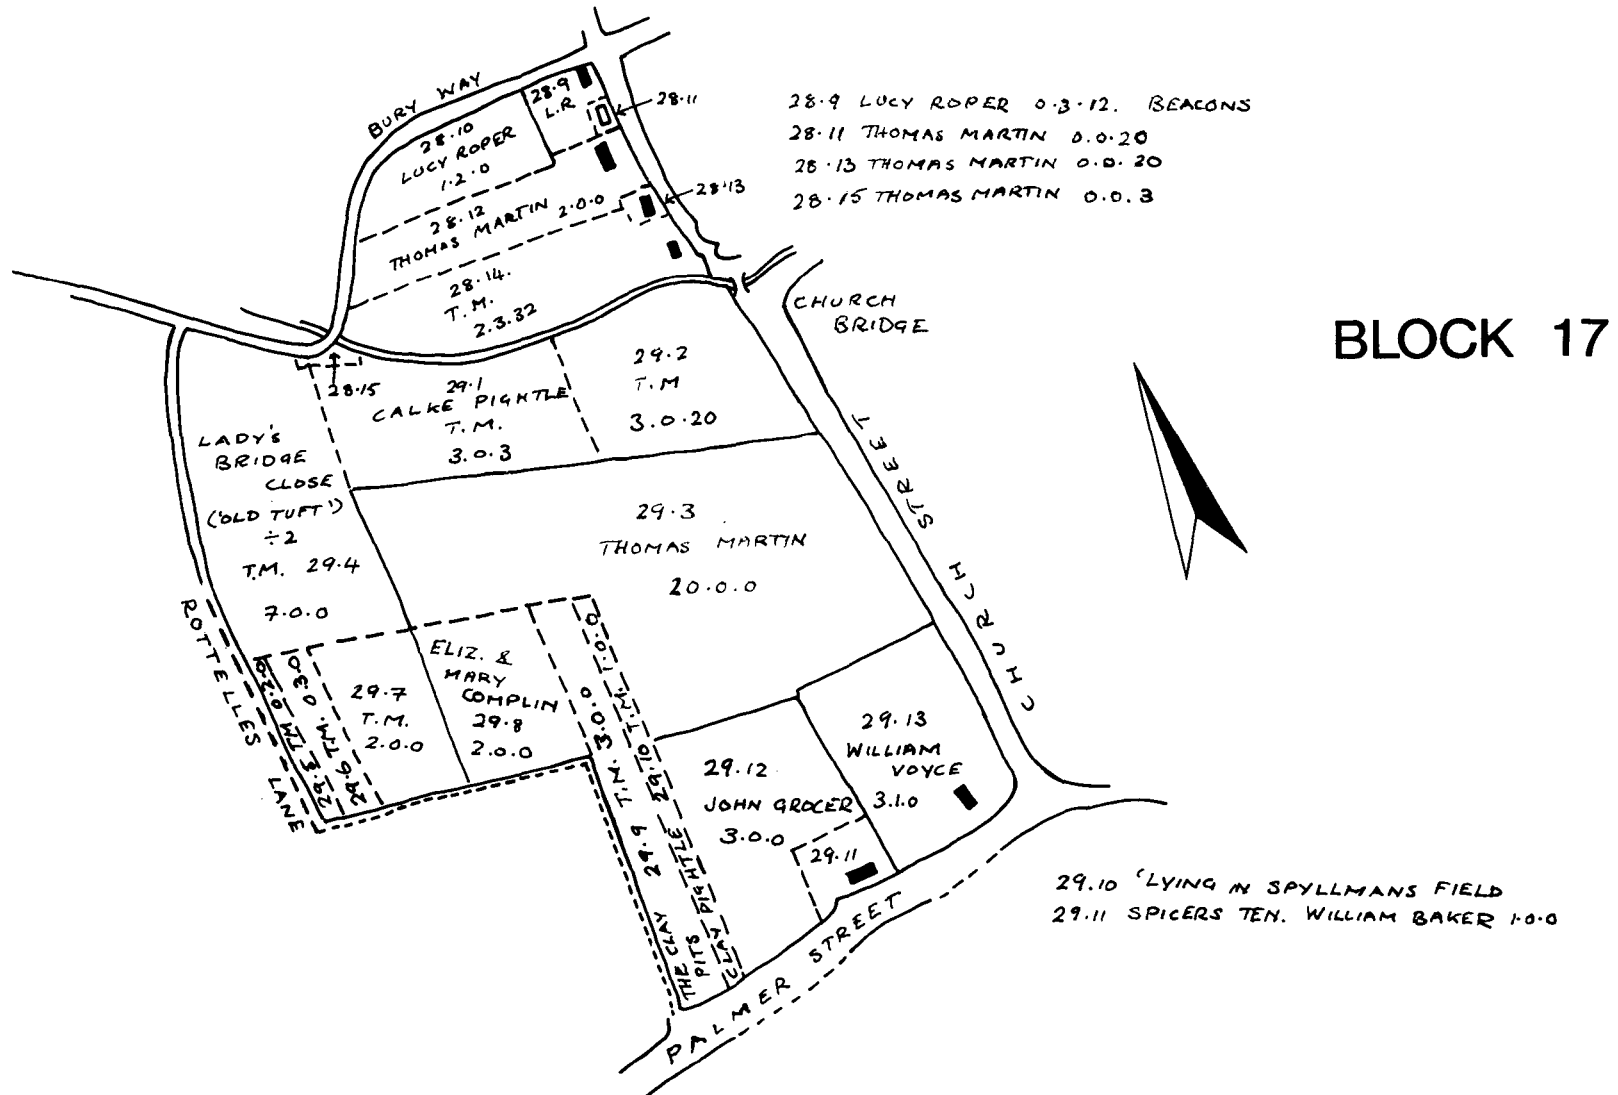 BURY WAY
28.9
L.R
28.11
28.10
LUCY ROPER
1.2.0
28.12
THOMAS MARTIN 2.0.0
28.13
28.14.
T.M.
2.3.32
28.9 LUCY ROPER 0.3.12. BEACONS
28.11 THOMAS MARTIN 0.0.20
28.13 THOMAS MARTIN 0.0.20
28.15 THOMAS MARTIN 0.0.3
CHURCH
BRIDGE
BLOCK 17
28.15
29.1
CALKE PIGHTLE
T.M.
3.0.3
29.2
T.M
3.0.20
LADY'S
BRIDGE
CLOSE
('OLD TUFT')
÷2
T.M. 29.4
7.0.0
29.3
THOMAS MARTIN
20.0.0
CHURCH STREET
ROTTELLES LANE
29.5 TM 0.2.0
29.6 T.M. 0.3.0
29.7
T.M.
2.0.0
ELIZ. &
MARY
COMPLIN
29.8
2.0.0
THE CLAY PITS 29.9 T.N. 3.0.0
CLAY PIGHTLE 29.10 T.M. 1.0.0
29.12
JOHN GROCER
3.0.0
29.13
WILLIAM
VOYCE
3.1.0
29.11
PALMER STREET
29.10 'LYING IN SPYLLMANS FIELD
29.11 SPICERS TEN. WILLIAM BAKER 1.0.0